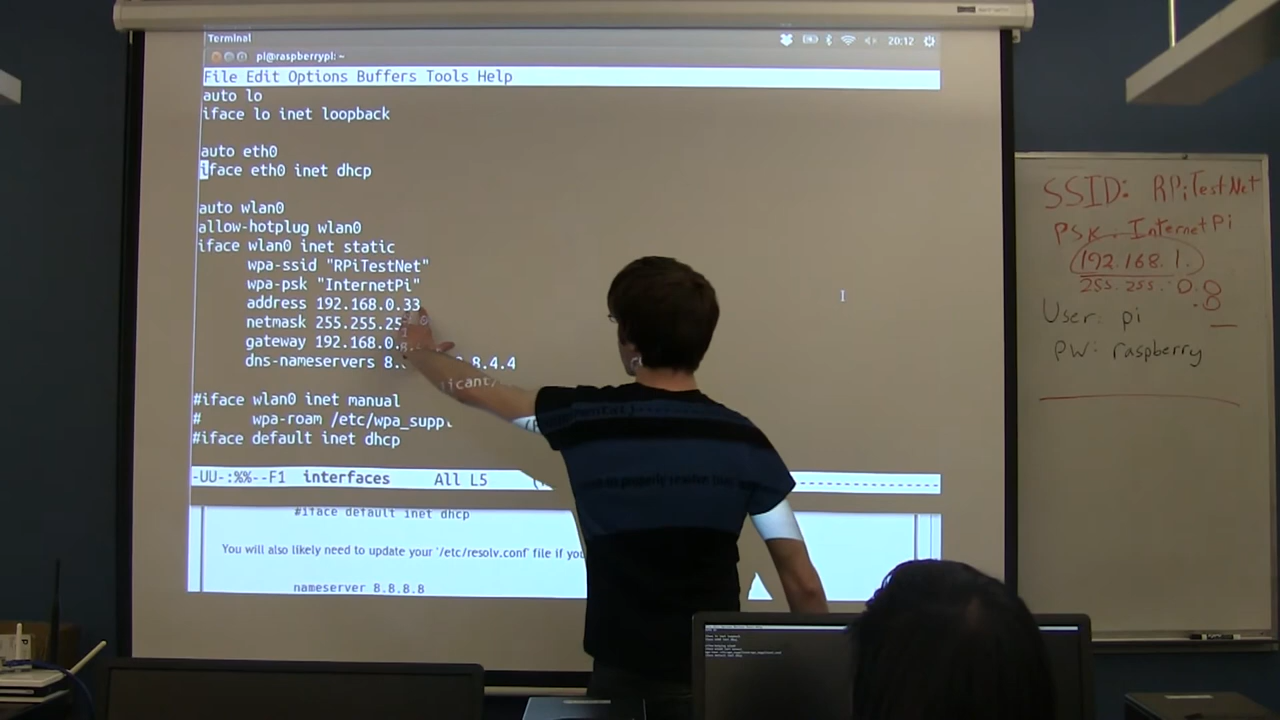 Terminal
20:12
pi@raspberrypi: ~
File Edit Options Buffers Tools Help
auto lo
iface lo inet loopback
auto eth0
iface eth0 inet dhcp
auto wlan0
allow-hotplug wlan0
iface wlan0 inet static
wpa-ssid "RPiTestNet"
wpa-psk "InternetPi"
address 192.168.0.33
netmask 255.255.25
gateway 192.168.0.
dns-nameservers 8. 8.4.4
#iface wlan0 inet manual
# wpa-roam /etc/wpa_suppl icant/
#iface default inet dhcp
-UU-:%%--F1 interfaces All L5
#iface default inet dhcp
You will also likely need to update your '/etc/resolv.conf' file if you
nameserver 8.8.8.8
SSID: RPiTestNet
PSK: InternetPi
192.168.1.
255.255.0.0
.8
User: pi
PW: raspberry